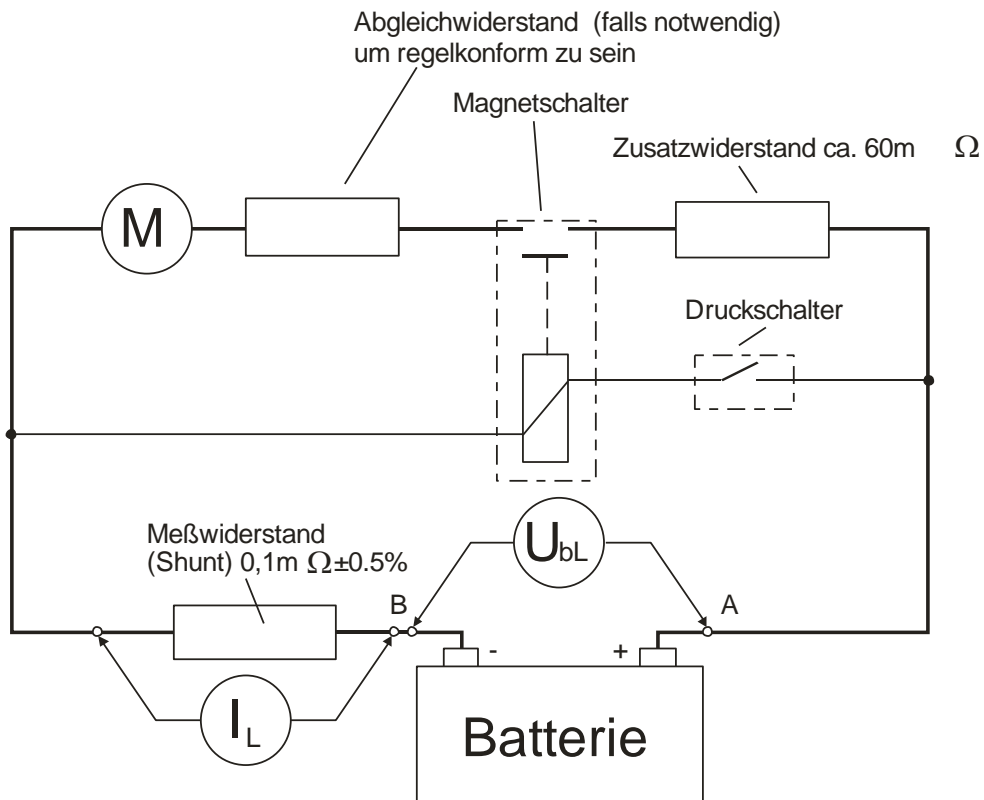 Abgleichwiderstand (falls notwendig)
um regelkonform zu sein
Magnetschalter
Zusatzwiderstand ca. 60m Ω
M
Druckschalter
Meßwiderstand
(Shunt) 0,1m Ω±0.5%
UbL
B
A
- +
IL
Batterie